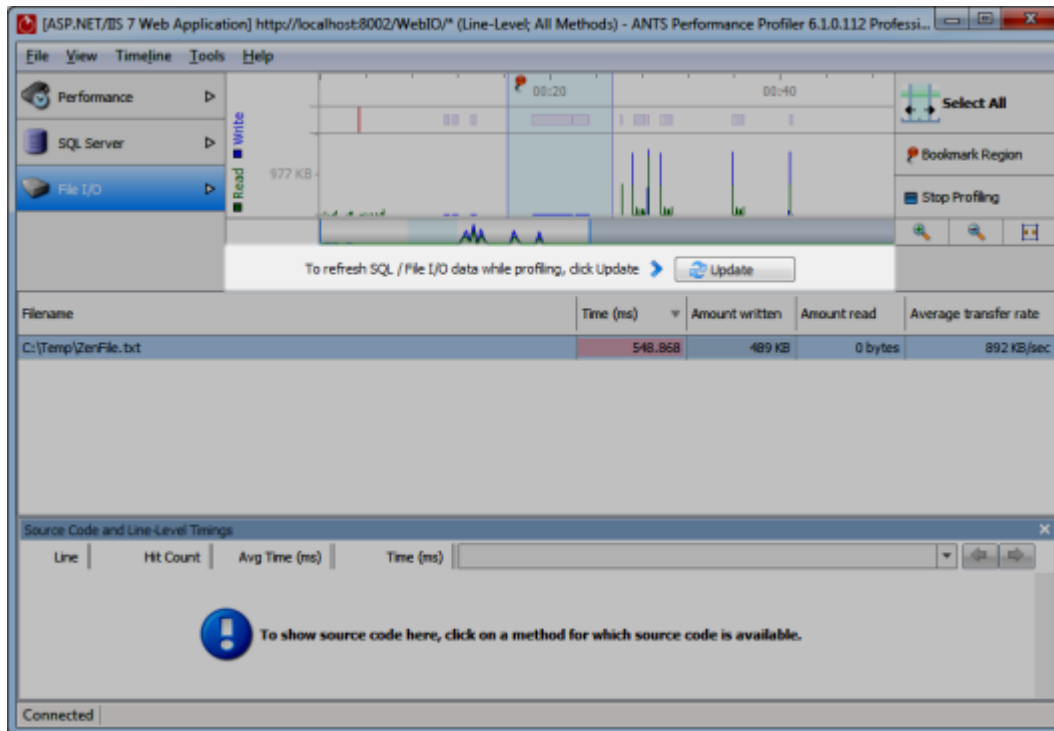 [ASP.NET/IIS 7 Web Application] http://localhost:8002/WebIO/* (Line-Level; All Methods) - ANTS Performance Profiler 6.1.0.112 Professi...
File View Timeline Tools Help
Performance
SQL Server
File I/O
Read Write
977 KB
00:20
00:40
Select All
Bookmark Region
Stop Profiling
To refresh SQL / File I/O data while profiling, click Update
Update
Filename Time (ms) Amount written Amount read Average transfer rate
C:\Temp\ZenFile.txt 548.868 489 KB 0 bytes 892 KB/sec
Source Code and Line-Level Timings
Line Hit Count Avg Time (ms) Time (ms)
To show source code here, click on a method for which source code is available.
Connected